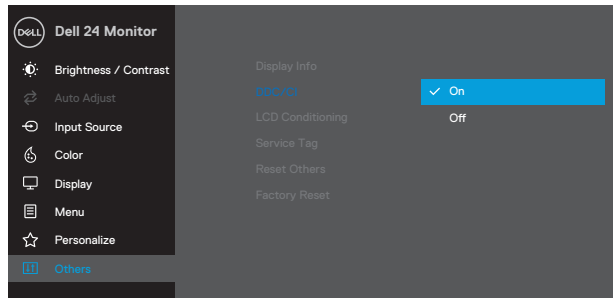 DELL
Dell 24 Monitor
Brightness / Contrast
Auto Adjust
Input Source
Color
Display
Menu
Personalize
Others
Display Info
DDC/CI
LCD Conditioning
Service Tag
Reset Others
Factory Reset
On
Off